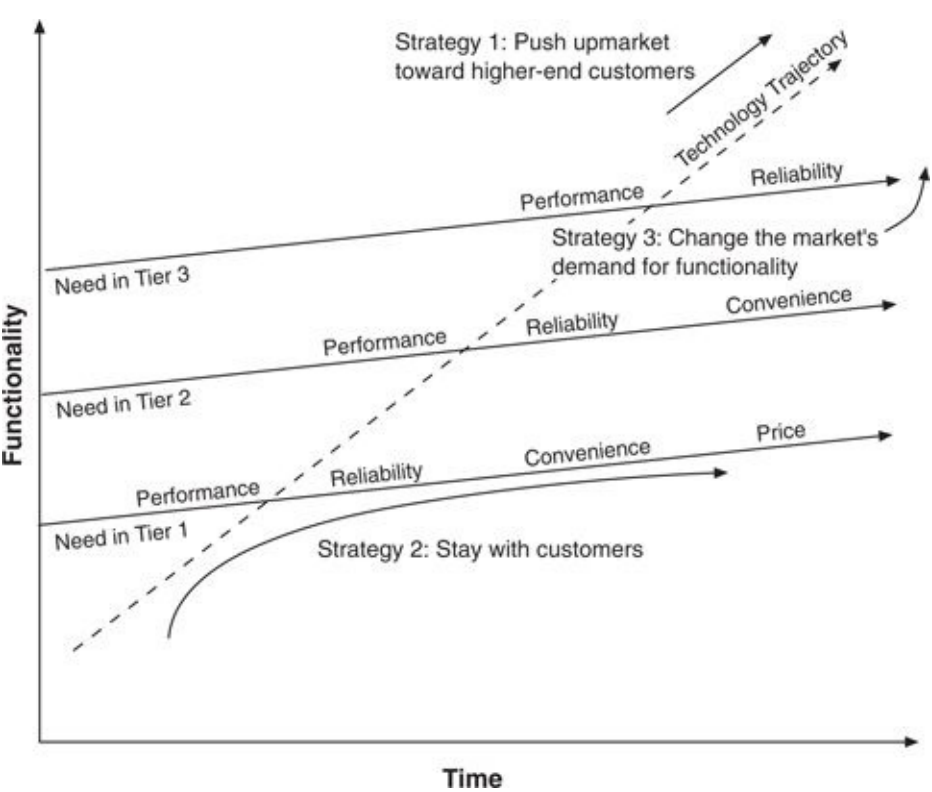 Strategy 1: Push upmarket
toward higher-end customers
Technology Trajectory
Performance
Reliability
Need in Tier 3
Strategy 3: Change the market's
demand for functionality
Performance
Reliability
Convenience
Need in Tier 2
Performance
Reliability
Convenience
Price
Need in Tier 1
Strategy 2: Stay with customers
Functionality
Time